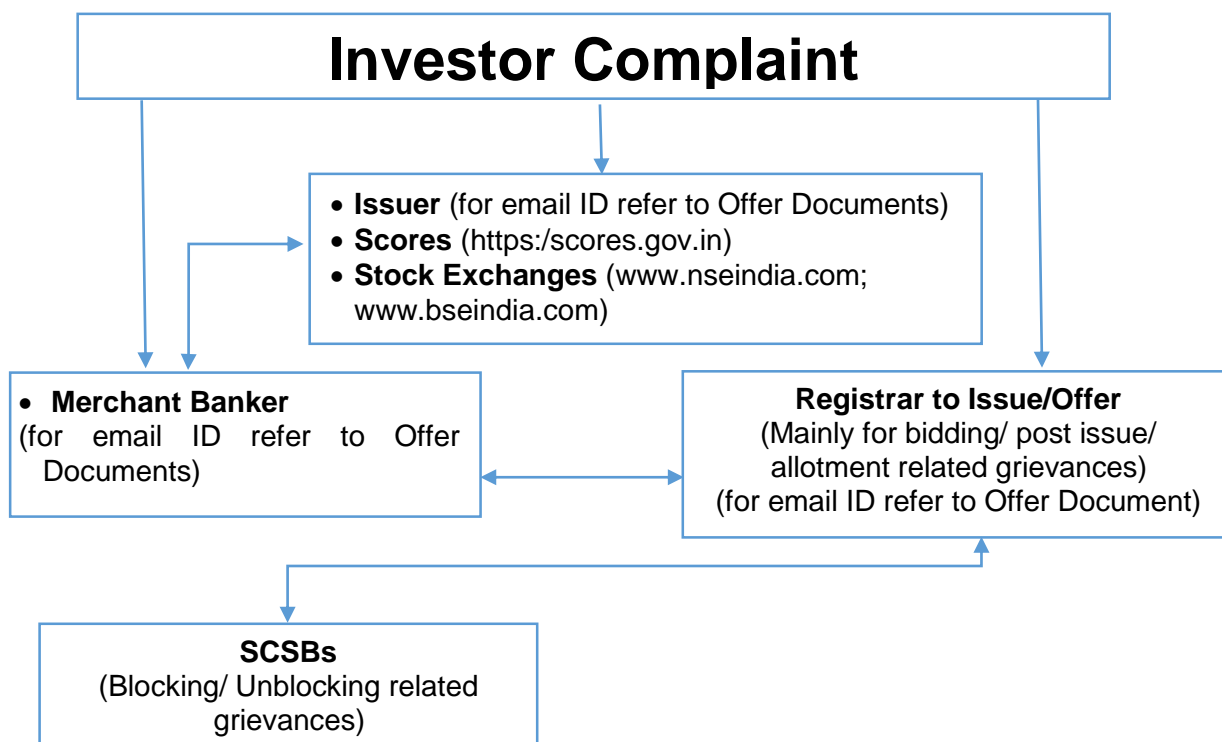 Investor Complaint
• Issuer (for email ID refer to Offer Documents)
• Scores (https:/scores.gov.in)
• Stock Exchanges (www.nseindia.com;
www.bseindia.com)
• Merchant Banker
(for email ID refer to Offer
Documents)
Registrar to Issue/Offer
(Mainly for bidding/ post issue/
allotment related grievances)
(for email ID refer to Offer Document)
SCSBs
(Blocking/ Unblocking related
grievances)